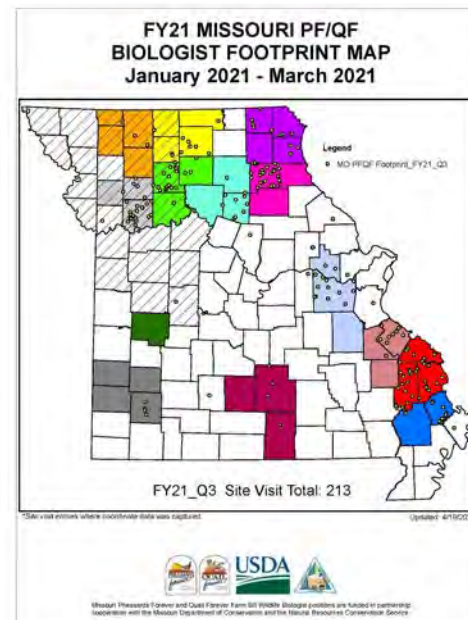 FY21 MISSOURI PF/QF
BIOLOGIST FOOTPRINT MAP
January 2021 - March 2021
Legend
MO PFQF Footprint_FY21_Q3
FY21_Q3 Site Visit Total: 213
*Site visit entries where coordinate data was captured.
Updated: 4/19/202
USDA
Missouri Pheasants Forever and Quail Forever Farm Bill Wildlife Biologist positions are funded in partnership
cooperation with the Missouri Department of Conservation and the Natural Resources Conservation Service